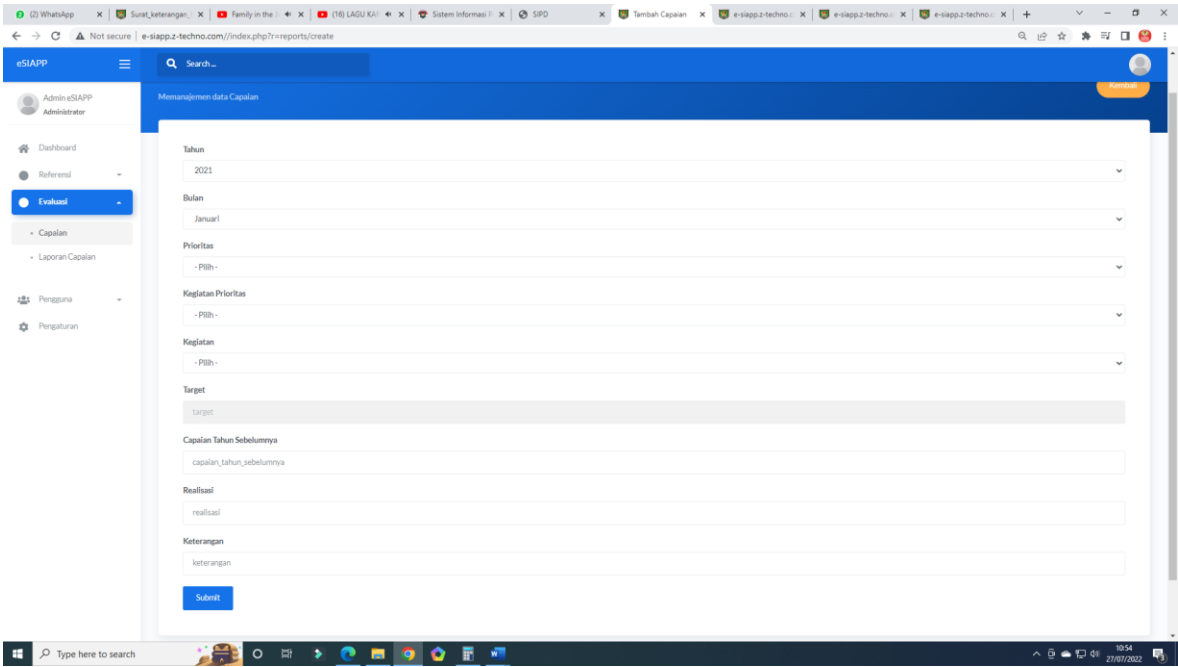 (2) WhatsApp
Surat_keterangan_
Family in the
(16) LAGU KA
Sistem Informasi
SIPD
Tambah Capaian
e-siapp.z-techno.c
e-siapp.z-techno.c
e-siapp.z-techno.c
Not secure | e-siapp.z-techno.com//index.php?r=reports/create
eSIAPP
Search...
Admin eSIAPP
Administrator
Memanajemen data Capaian
Kembali
Dashboard
Referensi
Evaluasi
Capaian
Laporan Capaian
Pengguna
Pengaturan
Tahun
2021
Bulan
Januari
Prioritas
- Pilih -
Kegiatan Prioritas
- Pilih -
Kegiatan
- Pilih -
Target
target
Capaian Tahun Sebelumnya
capaian_tahun_sebelumnya
Realisasi
realisasi
Keterangan
keterangan
Submit
Type here to search
10:54
27/07/2022